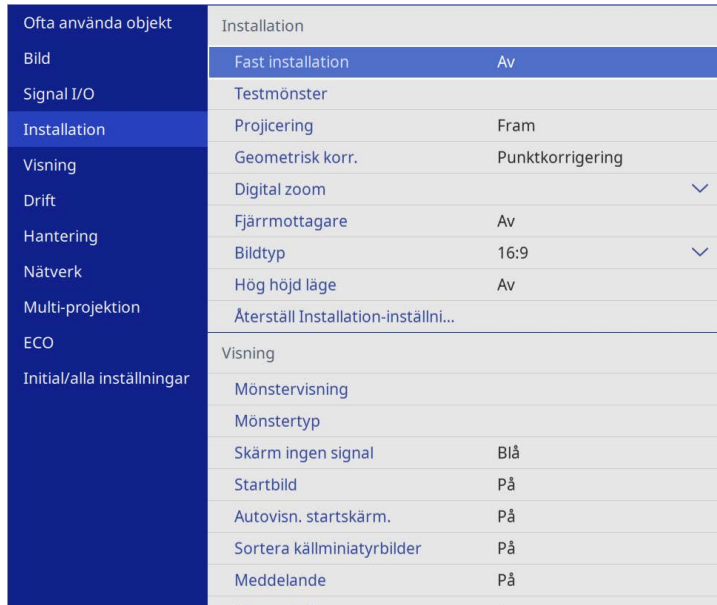 Ofta använda objekt
Bild
Signal I/O
Installation
Visning
Drift
Hantering
Nätverk
Multi-projektion
ECO
Initial/alla inställningar
Installation
Fast installation Av
Testmönster
Projicering Fram
Geometrisk korr. Punktkorrigering
Digital zoom
Fjärrmottagare Av
Bildtyp 16:9
Hög höjd läge Av
Återställ Installation-inställni...
Visning
Mönstervisning
Mönstertyp
Skärm ingen signal Blå
Startbild På
Autovisn. startskärm. På
Sortera källminiatyrbilder På
Meddelande På